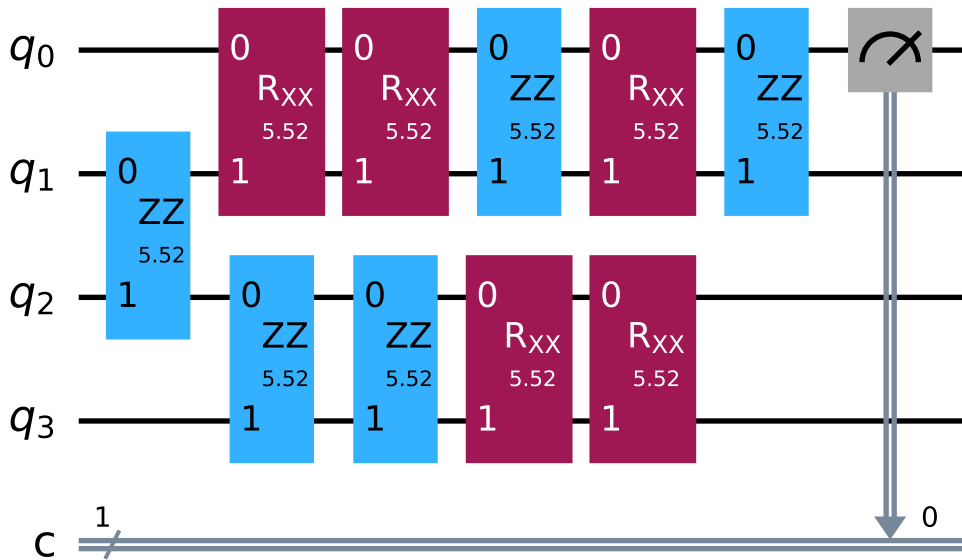 q0 0 0 0 0 0
RXX RXX ZZ RXX ZZ
5.52 5.52 5.52 5.52 5.52
q1 0 1 1 1 1 1
ZZ
5.52
q2 1 0 0 0 0
ZZ ZZ RXX RXX
5.52 5.52 5.52 5.52
q3 1 1 1 1
1 0
c